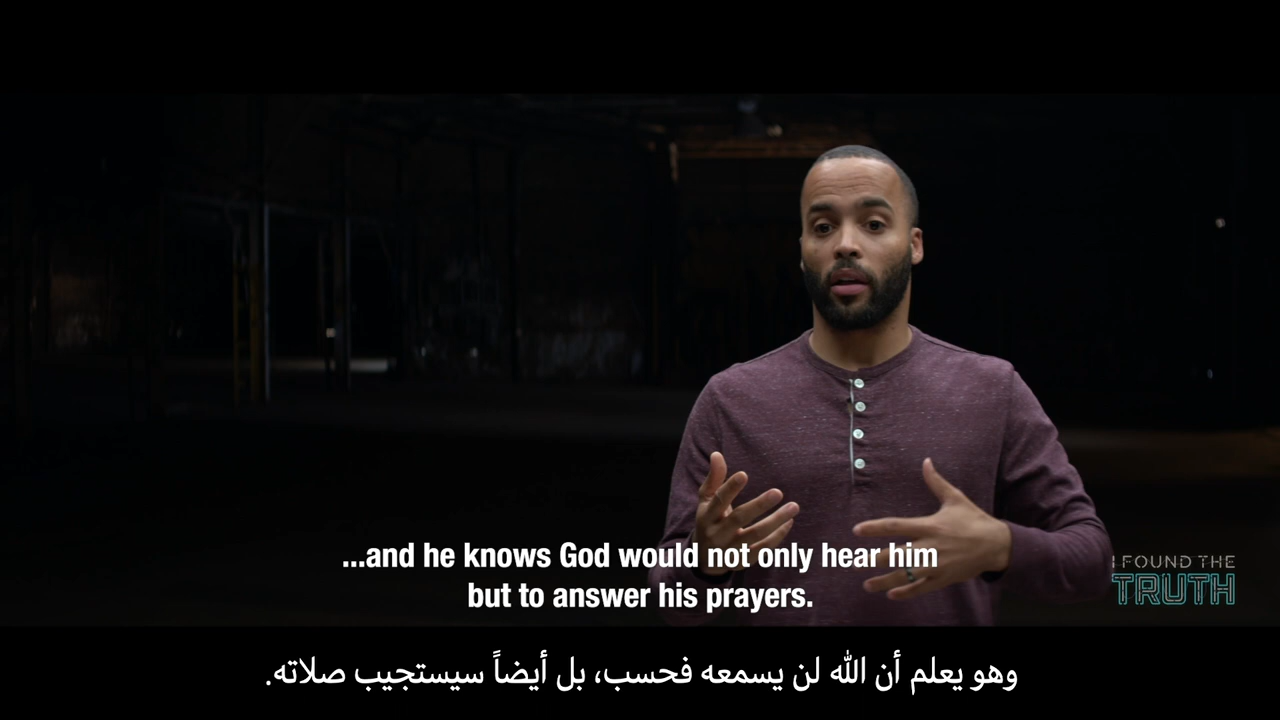 ...and he knows God would not only hear him
but to answer his prayers.
I FOUND THE
TRUTH
وهو يعلم أن الله لن يسمعه فحسب، بل أيضاً سيستجيب صلاته.